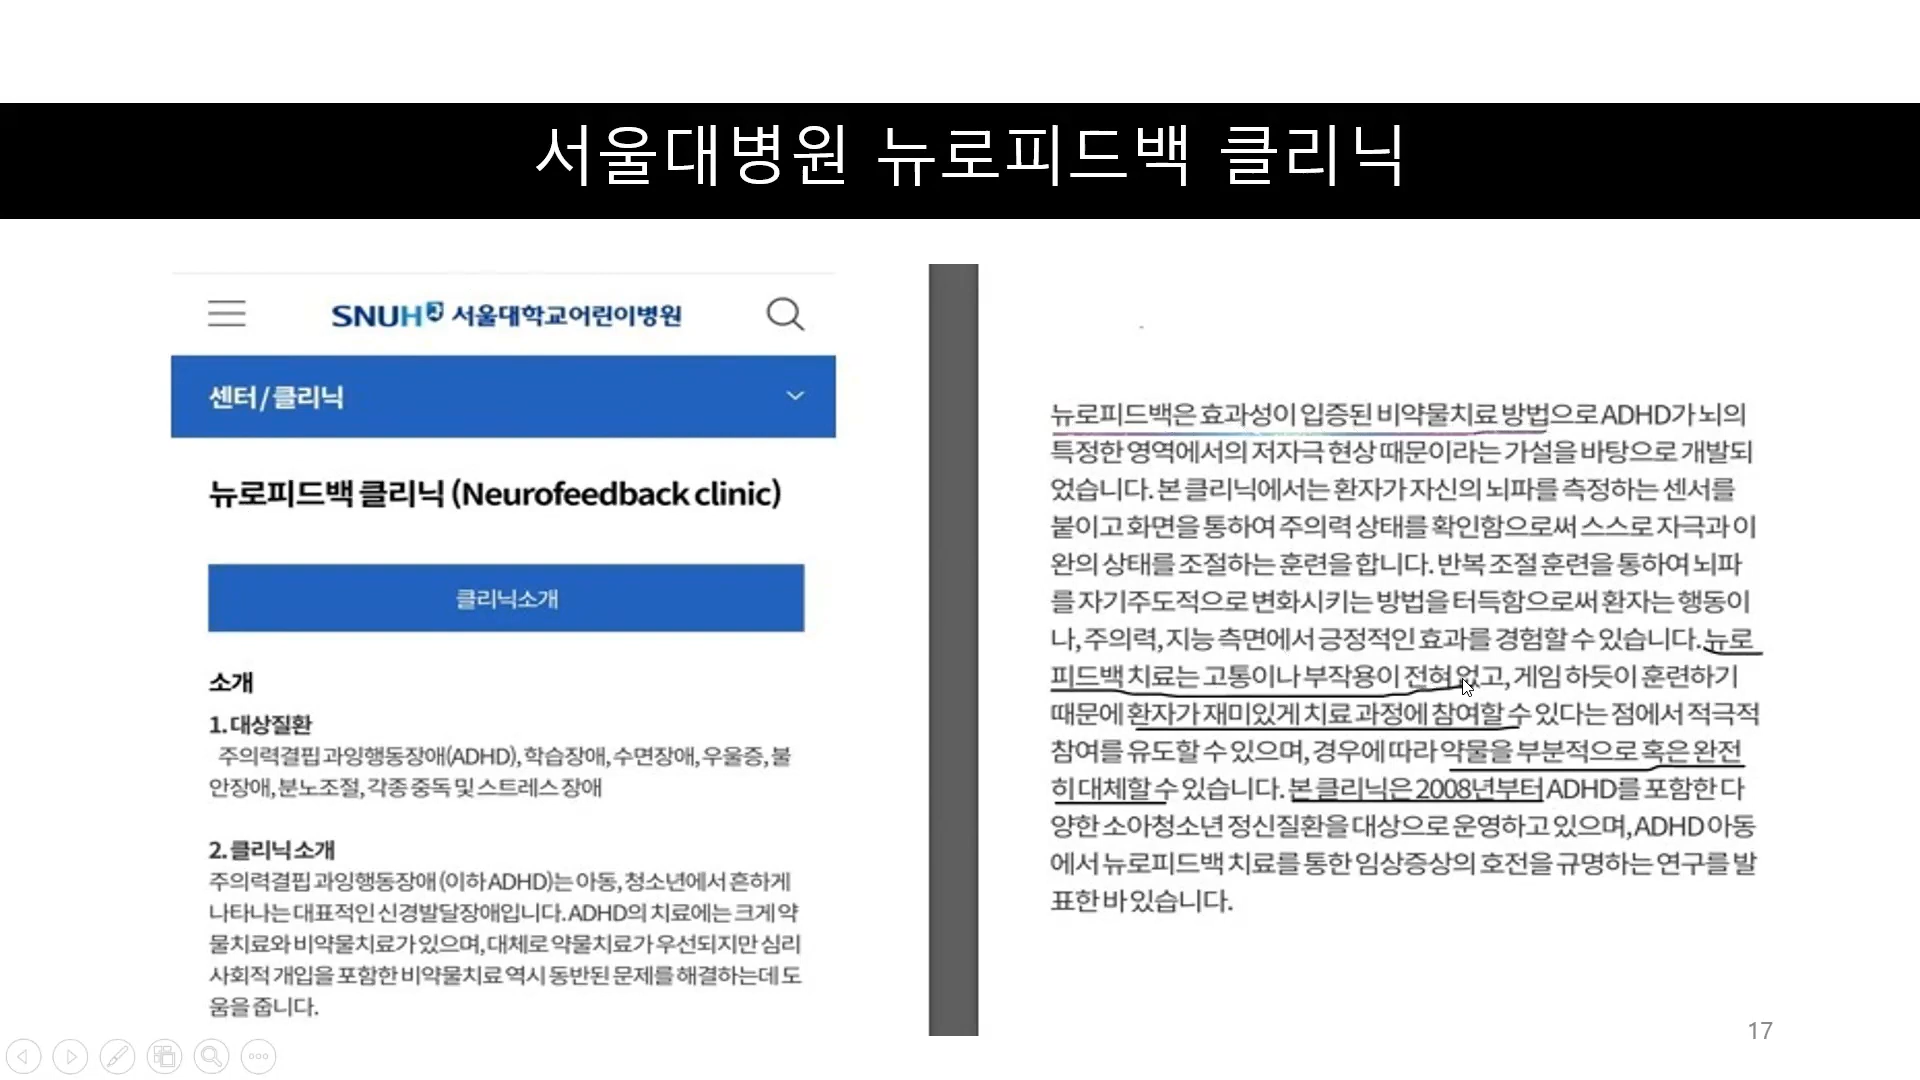 서울대병원 뉴로피드백 클리닉
SNUH 서울대학교어린이병원
센터/클리닉
뉴로피드백 클리닉 (Neurofeedback clinic)
클리닉소개
소개
1. 대상질환
주의력결핍 과잉행동장애(ADHD), 학습장애, 수면장애, 우울증, 불
안장애, 분노조절, 각종 중독 및 스트레스 장애
2. 클리닉 소개
주의력결핍 과잉행동장애 (이하 ADHD)는 아동, 청소년에서 흔하게
나타나는 대표적인 신경발달장애입니다. ADHD의 치료에는 크게 약
물치료와 비약물치료가 있으며, 대체로 약물치료가 우선되지만 심리
사회적 개입을 포함한 비약물치료 역시 동반된 문제를 해결하는데 도
움을 줍니다.
뉴로피드백은 효과성이 입증된 비약물치료 방법으로 ADHD가 뇌의
특정한 영역에서의 저자극 현상 때문이라는 가설을 바탕으로 개발되
었습니다. 본 클리닉에서는 환자가 자신의 뇌파를 측정하는 센서를
붙이고 화면을 통하여 주의력 상태를 확인함으로써 스스로 자극과 이
완의 상태를 조절하는 훈련을 합니다. 반복 조절 훈련을 통하여 뇌파
를 자기주도적으로 변화시키는 방법을 터득함으로써 환자는 행동이
나, 주의력, 지능 측면에서 긍정적인 효과를 경험할 수 있습니다. 뉴로
피드백 치료는 고통이나 부작용이 전혀 없고, 게임 하듯이 훈련하기
때문에 환자가 재미있게 치료 과정에 참여할 수 있다는 점에서 적극적
참여를 유도할 수 있으며, 경우에 따라 약물을 부분적으로 혹은 완전
히 대체할 수 있습니다. 본 클리닉은 2008년부터 ADHD를 포함한 다
양한 소아청소년 정신질환을 대상으로 운영하고 있으며, ADHD 아동
에서 뉴로피드백 치료를 통한 임상증상의 호전을 규명하는 연구를 발
표한 바 있습니다.
17